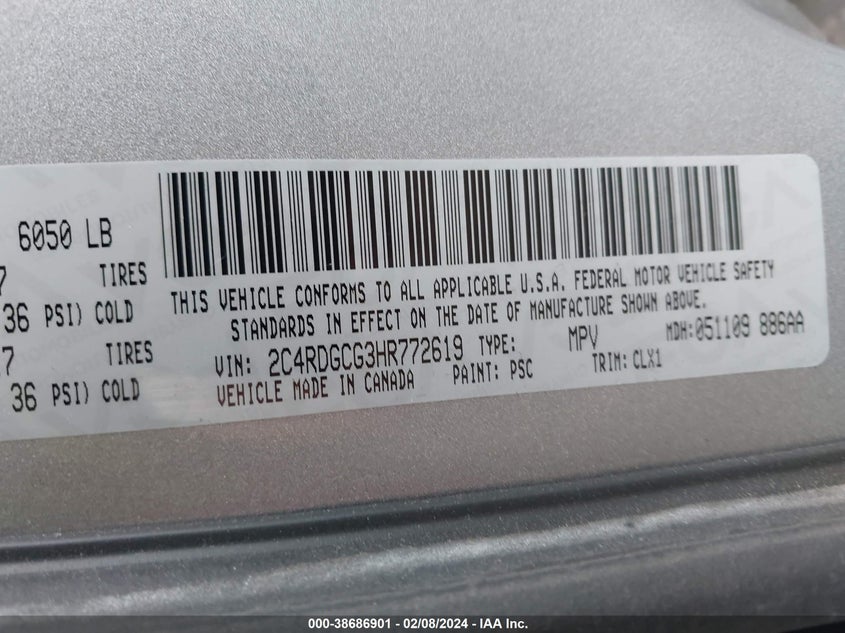 6050 LB
7 TIRES
36 PSI) COLD
7 TIRES
36 PSI) COLD
THIS VEHICLE CONFORMS TO ALL APPLICABLE U.S.A. FEDERAL MOTOR VEHICLE SAFETY
STANDARDS IN EFFECT ON THE DATE OF MANUFACTURE SHOWN ABOVE.
VIN: 2C4RDGCG3HR772619 TYPE: MPV MDH:051109 886AA
VEHICLE MADE IN CANADA PAINT: PSC TRIM: CLX1
000-38686901 - 02/08/2024 - IAA Inc.